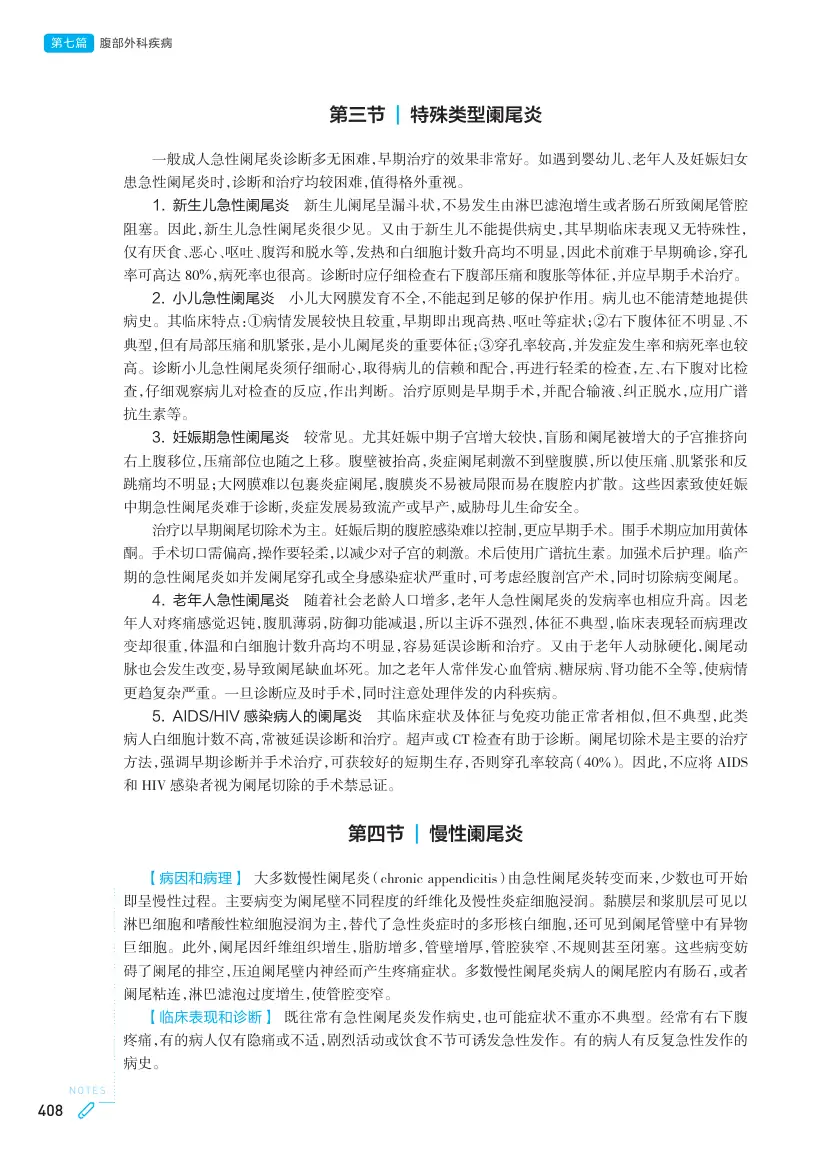 第七篇 腹部外科疾病
第三节 | 特殊类型阑尾炎
一般成人急性阑尾炎诊断多无困难,早期治疗的效果非常好。如遇到婴幼儿、老年人及妊娠妇女
患急性阑尾炎时,诊断和治疗均较困难,值得格外重视。
1. 新生儿急性阑尾炎 新生儿阑尾呈漏斗状,不易发生由淋巴滤泡增生或者肠石所致阑尾管腔
阻塞。因此,新生儿急性阑尾炎很少见。又由于新生儿不能提供病史,其早期临床表现又无特殊性,
仅有厌食、恶心、呕吐、腹泻和脱水等,发热和白细胞计数升高均不明显,因此术前难于早期确诊,穿孔
率可高达 80%,病死率也很高。诊断时应仔细检查右下腹部压痛和腹胀等体征,并应早期手术治疗。
2. 小儿急性阑尾炎 小儿大网膜发育不全,不能起到足够的保护作用。病儿也不能清楚地提供
病史。其临床特点:①病情发展较快且较重,早期即出现高热、呕吐等症状;②右下腹体征不明显、不
典型,但有局部压痛和肌紧张,是小儿阑尾炎的重要体征;③穿孔率较高,并发症发生率和病死率也较
高。诊断小儿急性阑尾炎须仔细耐心,取得病儿的信赖和配合,再进行轻柔的检查,左、右下腹对比检
查,仔细观察病儿对检查的反应,作出判断。治疗原则是早期手术,并配合输液、纠正脱水,应用广谱
抗生素等。
3. 妊娠期急性阑尾炎 较常见。尤其妊娠中期子宫增大较快,盲肠和阑尾被增大的子宫推挤向
右上腹移位,压痛部位也随之上移。腹壁被抬高,炎症阑尾刺激不到壁腹膜,所以使压痛、肌紧张和反
跳痛均不明显;大网膜难以包裹炎症阑尾,腹膜炎不易被局限而易在腹腔内扩散。这些因素致使妊娠
中期急性阑尾炎难于诊断,炎症发展易致流产或早产,威胁母儿生命安全。
治疗以早期阑尾切除术为主。妊娠后期的腹腔感染难以控制,更应早期手术。围手术期应加用黄体
酮。手术切口需偏高,操作要轻柔,以减少对子宫的刺激。术后使用广谱抗生素。加强术后护理。临产
期的急性阑尾炎如并发阑尾穿孔或全身感染症状严重时,可考虑经腹剖宫产术,同时切除病变阑尾。
4. 老年人急性阑尾炎 随着社会老龄人口增多,老年人急性阑尾炎的发病率也相应升高。因老
年人对疼痛感觉迟钝,腹肌薄弱,防御功能减退,所以主诉不强烈,体征不典型,临床表现轻而病理改
变却很重,体温和白细胞计数升高均不明显,容易延误诊断和治疗。又由于老年人动脉硬化,阑尾动
脉也会发生改变,易导致阑尾缺血坏死。加之老年人常伴发心血管病、糖尿病、肾功能不全等,使病情
更趋复杂严重。一旦诊断应及时手术,同时注意处理伴发的内科疾病。
5. AIDS/HIV 感染病人的阑尾炎 其临床症状及体征与免疫功能正常者相似,但不典型,此类
病人白细胞计数不高,常被延误诊断和治疗。超声或 CT 检查有助于诊断。阑尾切除术是主要的治疗
方法,强调早期诊断并手术治疗,可获较好的短期生存,否则穿孔率较高(40%)。因此,不应将 AIDS
和 HIV 感染者视为阑尾切除的手术禁忌证。
第四节 | 慢性阑尾炎
【病因和病理】 大多数慢性阑尾炎(chronic appendicitis)由急性阑尾炎转变而来,少数也可开始
即呈慢性过程。主要病变为阑尾壁不同程度的纤维化及慢性炎症细胞浸润。黏膜层和浆肌层可见以
淋巴细胞和嗜酸性粒细胞浸润为主,替代了急性炎症时的多形核白细胞,还可见到阑尾管壁中有异物
巨细胞。此外,阑尾因纤维组织增生,脂肪增多,管壁增厚,管腔狭窄、不规则甚至闭塞。这些病变妨
碍了阑尾的排空,压迫阑尾壁内神经而产生疼痛症状。多数慢性阑尾炎病人的阑尾腔内有肠石,或者
阑尾粘连,淋巴滤泡过度增生,使管腔变窄。
【临床表现和诊断】 既往常有急性阑尾炎发作病史,也可能症状不重亦不典型。经常有右下腹
疼痛,有的病人仅有隐痛或不适,剧烈活动或饮食不节可诱发急性发作。有的病人有反复急性发作的
病史。
NOTES
408